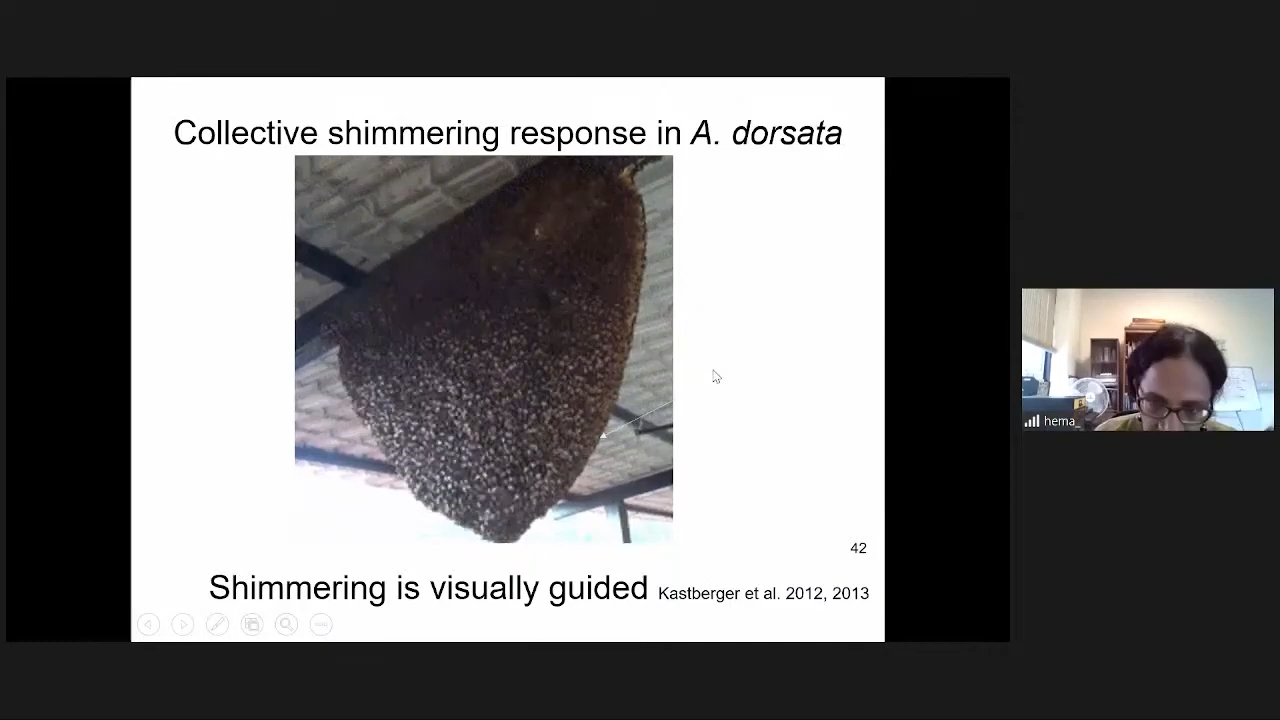 Collective shimmering response in A. dorsata
42
Shimmering is visually guided Kastberger et al. 2012, 2013
hema_